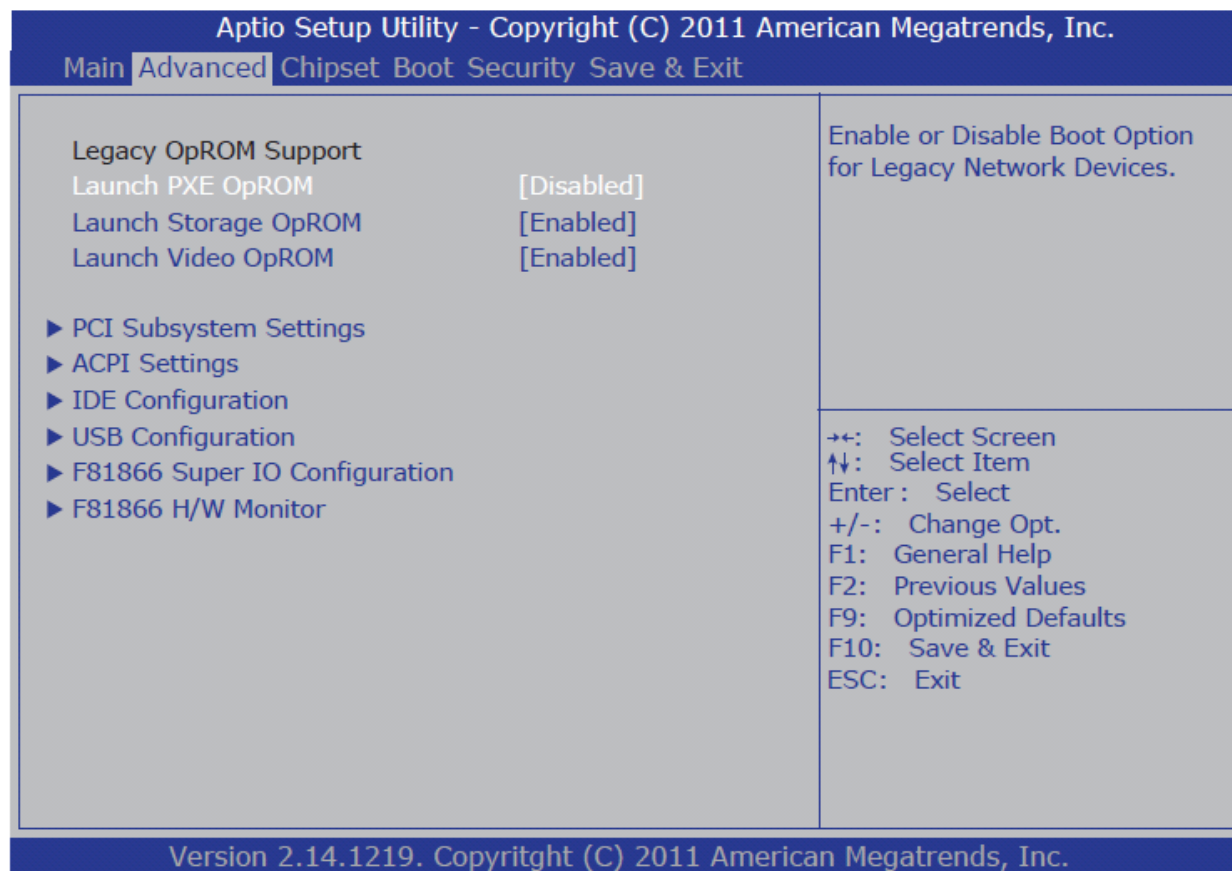 Aptio Setup Utility - Copyright (C) 2011 American Megatrends, Inc.
Main Advanced Chipset Boot Security Save & Exit
Legacy OpROM Support
Launch PXE OpROM [Disabled]
Launch Storage OpROM [Enabled]
Launch Video OpROM [Enabled]
▶ PCI Subsystem Settings
▶ ACPI Settings
▶ IDE Configuration
▶ USB Configuration
▶ F81866 Super IO Configuration
▶ F81866 H/W Monitor
Enable or Disable Boot Option
for Legacy Network Devices.
→←: Select Screen
↑↓: Select Item
Enter : Select
+/-: Change Opt.
F1: General Help
F2: Previous Values
F9: Optimized Defaults
F10: Save & Exit
ESC: Exit
Version 2.14.1219. Copyritght (C) 2011 American Megatrends, Inc.